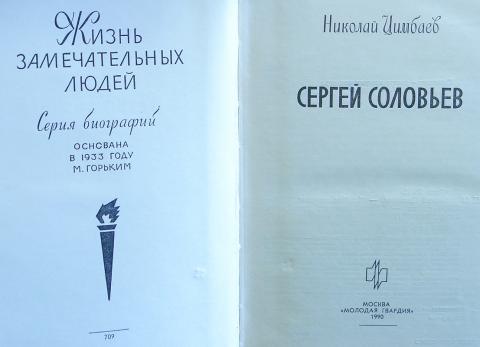 Жизнь
ЗАМЕЧАТЕЛЬНЫХ
ЛЮДЕЙ
Серия биографий
ОСНОВАНА
В 1933 ГОДУ
М. ГОРЬКИМ
709
Николай Цимбаев
СЕРГЕЙ СОЛОВЬЕВ
МОСКВА
«МОЛОДАЯ ГВАРДИЯ»
1990